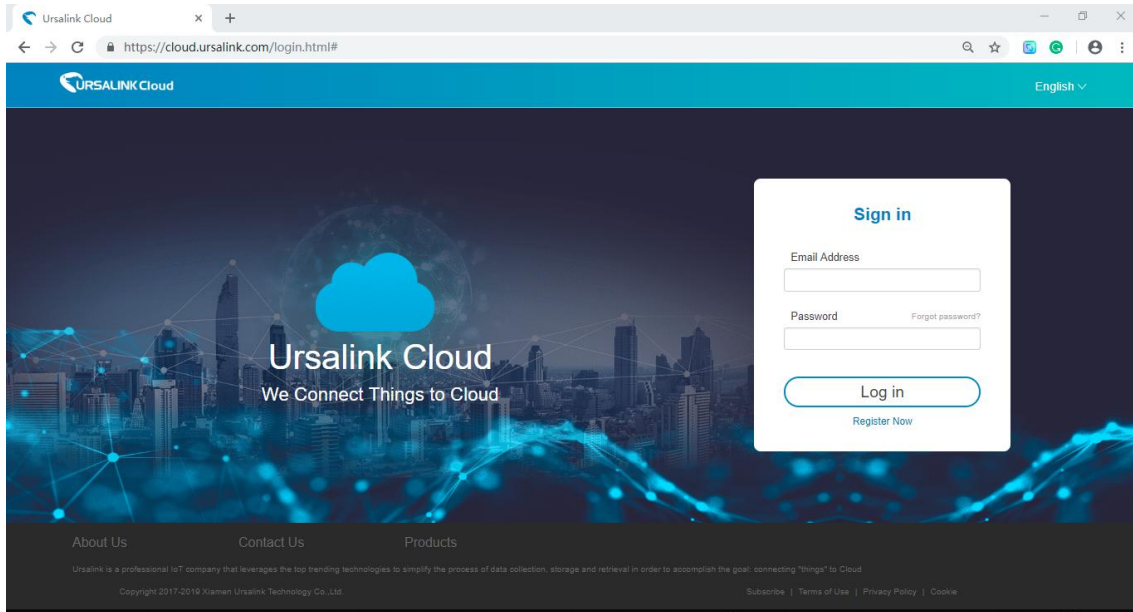 Ursalink Cloud
https://cloud.ursalink.com/login.html#
URSALINK Cloud
English
Sign in
Email Address
Password Forgot password?
Log in
Register Now
Ursalink Cloud
We Connect Things to Cloud
About Us Contact Us Products
Ursalink is a professional IoT company that leverages the top trending technologies to simplify the process of data collection, storage and retrieval in order to accomplish the goal: connecting "things" to Cloud
Copyright 2017-2019 Xiamen Ursalink Technology Co.,Ltd. Subscribe | Terms of Use | Privacy Policy | Cookie